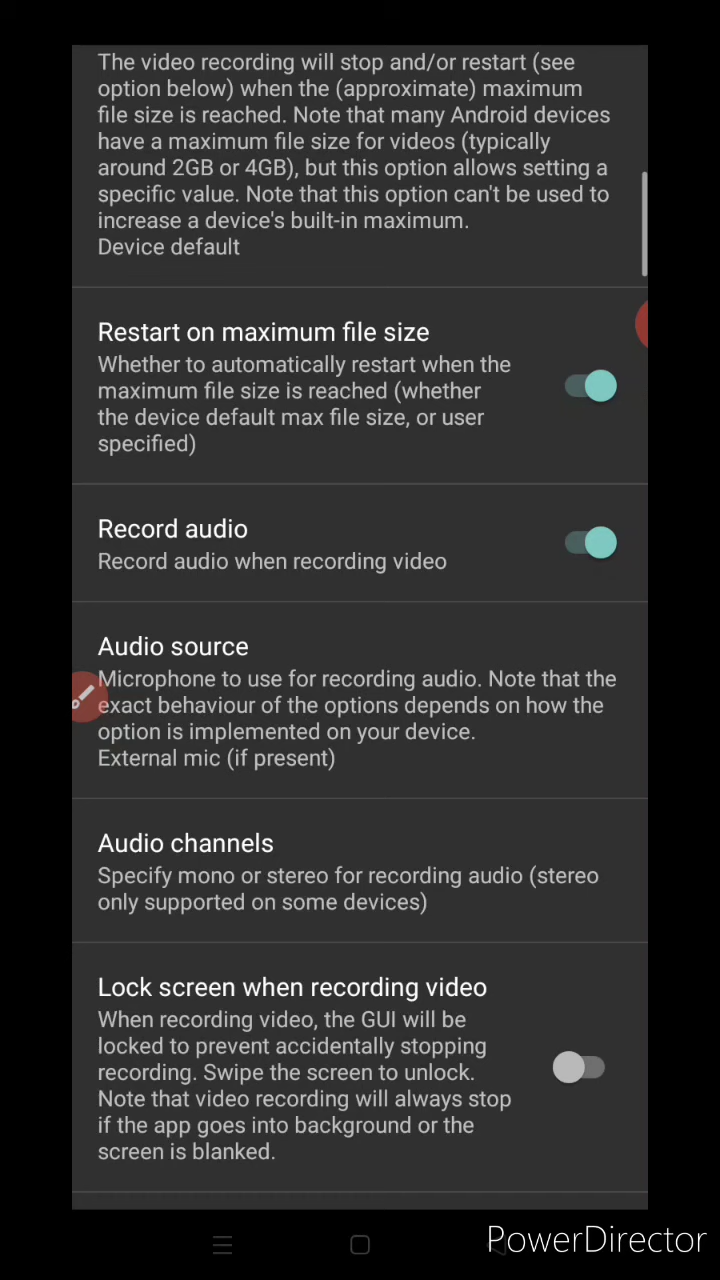 The video recording will stop and/or restart (see
option below) when the (approximate) maximum
file size is reached. Note that many Android devices
have a maximum file size for videos (typically
around 2GB or 4GB), but this option allows setting a
specific value. Note that this option can't be used to
increase a device's built-in maximum.
Device default
Restart on maximum file size
Whether to automatically restart when the
maximum file size is reached (whether
the device default max file size, or user
specified)
Record audio
Record audio when recording video
Audio source
Microphone to use for recording audio. Note that the
exact behaviour of the options depends on how the
option is implemented on your device.
External mic (if present)
Audio channels
Specify mono or stereo for recording audio (stereo
only supported on some devices)
Lock screen when recording video
When recording video, the GUI will be
locked to prevent accidentally stopping
recording. Swipe the screen to unlock.
Note that video recording will always stop
if the app goes into background or the
screen is blanked.
PowerDirector